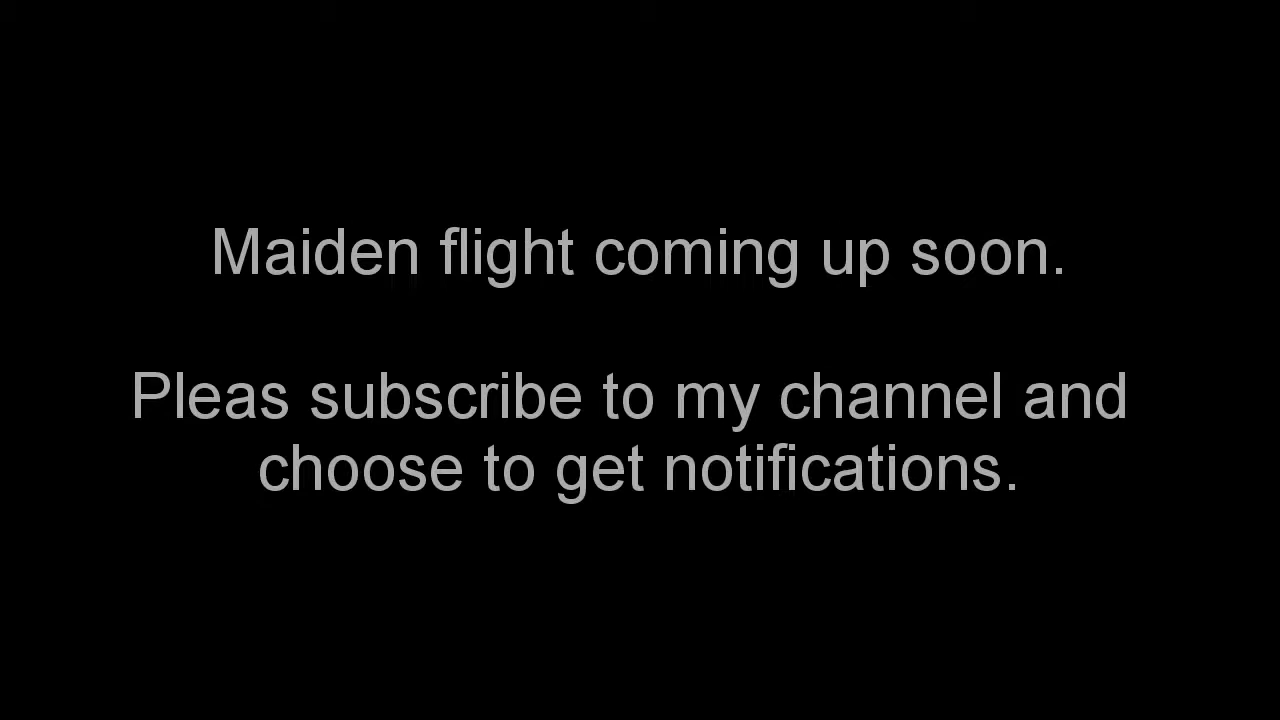 Maiden flight coming up soon.
Pleas subscribe to my channel and
choose to get notifications.